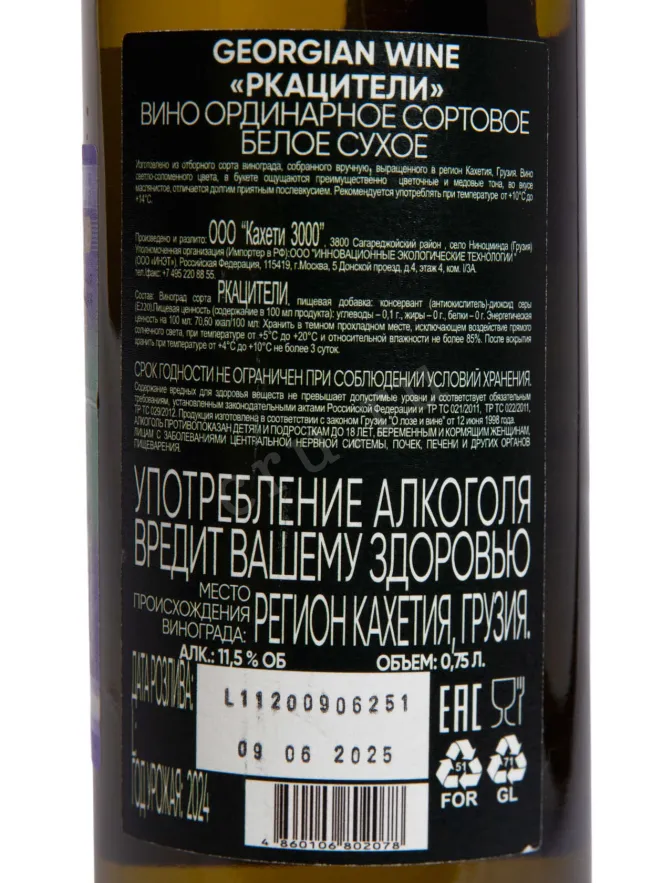 GEORGIAN WINE
«РКАЦИТЕЛИ»
ВИНО ОРДИНАРНОЕ СОРТОВОЕ
БЕЛОЕ СУХОЕ
Изготовлено из отборного сорта винограда, собранного вручную, выращенного в регион Кахетия, Грузия. Вино
светло-соломенного цвета, в букете ощущаются преимущественно цветочные и медовые тона, во вкусе
маслянистое, отличается долгим приятным послевкусием. Рекомендуется употреблять при температуре от +10°С до
+14°С.
Произведено и разлито: ООО "Кахети 3000", 3800 Сагареджойский район , село Ниноцминда (Грузия)
Уполномоченная организация (Импортер в РФ):ООО "ИННОВАЦИОННЫЕ ЭКОЛОГИЧЕСКИЕ ТЕХНОЛОГИИ"
(ООО «ИНЭТ»), Российская Федерация, 115419, г.Москва, 5 Донской проезд, д.4, этаж 4, ком. I/3А.
тел./факс: +7 495 220 88 55.
Состав: Виноград сорта РКАЦИТЕЛИ, пищевая добавка: консервант (антиокислитель)-диоксид серы
(Е220).Пищевая ценность (содержание в 100 мл продукта): углеводы – 0,1 г., жиры – 0 г., белки – 0 г. Энергетическая
ценность на 100 мл: 70,60 ккал/100 мл: Хранить в темном прохладном месте, исключающем воздействие прямого
солнечного света, при температуре от +5°С до +20°С и относительной влажности не более 85%. После вскрытия
хранить при температуре от +4°С до +10°С не более 3 суток.
СРОК ГОДНОСТИ НЕ ОГРАНИЧЕН ПРИ СОБЛЮДЕНИИ УСЛОВИЙ ХРАНЕНИЯ.
Содержание вредных для здоровья веществ не превышает допустимые уровни и соответствует обязательным
требованиям, установленным законодательными актами Российской Федерации и ТР ТС 021/2011, ТР ТС 022/2011,
ТР ТС 029/2012. Продукция изготовлена в соответствии с законом Грузии "О лозе и вине" от 12 июня 1998 года.
АЛКОГОЛЬ ПРОТИВОПОКАЗАН ДЕТЯМ И ПОДРОСТКАМ ДО 18 ЛЕТ, БЕРЕМЕННЫМ И КОРМЯЩИМ ЖЕНЩИНАМ,
ЛИЦАМ С ЗАБОЛЕВАНИЯМИ ЦЕНТРАЛЬНОЙ НЕРВНОЙ СИСТЕМЫ, ПОЧЕК, ПЕЧЕНИ И ДРУГИХ ОРГАНОВ
ПИЩЕВАРЕНИЯ.
УПОТРЕБЛЕНИЕ АЛКОГОЛЯ
ВРЕДИТ ВАШЕМУ ЗДОРОВЬЮ
МЕСТО
ПРОИСХОЖДЕНИЯ
ВИНОГРАДА: РЕГИОН КАХЕТИЯ, ГРУЗИЯ.
АЛК.: 11,5 % ОБ ОБЪЕМ: 0,75 Л.
ДАТА РОЗЛИВА:
L11200906251
09 06 2025
ГОД УРОЖАЯ: 2024
EAC
51
FOR
71
GL
4 860106 802078